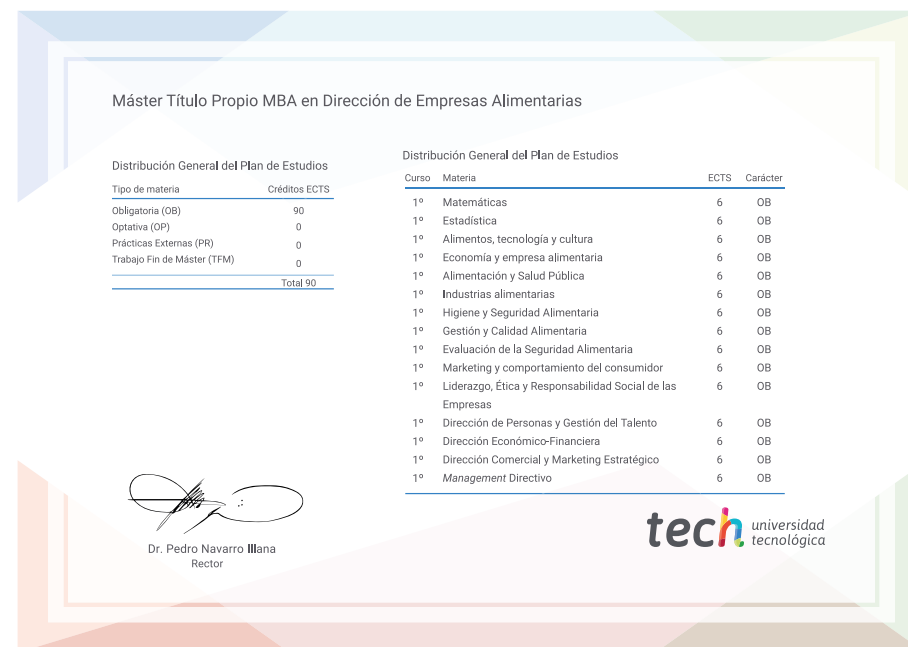 Máster Título Propio MBA en Dirección de Empresas Alimentarias
Distribución General del Plan de Estudios
Tipo de materia Créditos ECTS
Obligatoria (OB) 90
Optativa (OP) 0
Prácticas Externas (PR) 0
Trabajo Fin de Máster (TFM) 0
Total 90
Distribución General del Plan de Estudios
Curso Materia ECTS Carácter
1º Matemáticas 6 OB
1º Estadística 6 OB
1º Alimentos, tecnología y cultura 6 OB
1º Economía y empresa alimentaria 6 OB
1º Alimentación y Salud Pública 6 OB
1º Industrias alimentarias 6 OB
1º Higiene y Seguridad Alimentaria 6 OB
1º Gestión y Calidad Alimentaria 6 OB
1º Evaluación de la Seguridad Alimentaria 6 OB
1º Marketing y comportamiento del consumidor 6 OB
1º Liderazgo, Ética y Responsabilidad Social de las 6 OB
Empresas
1º Dirección de Personas y Gestión del Talento 6 OB
1º Dirección Económico-Financiera 6 OB
1º Dirección Comercial y Marketing Estratégico 6 OB
1º Management Directivo 6 OB
Dr. Pedro Navarro Illana
Rector
tech universidad
tecnológica